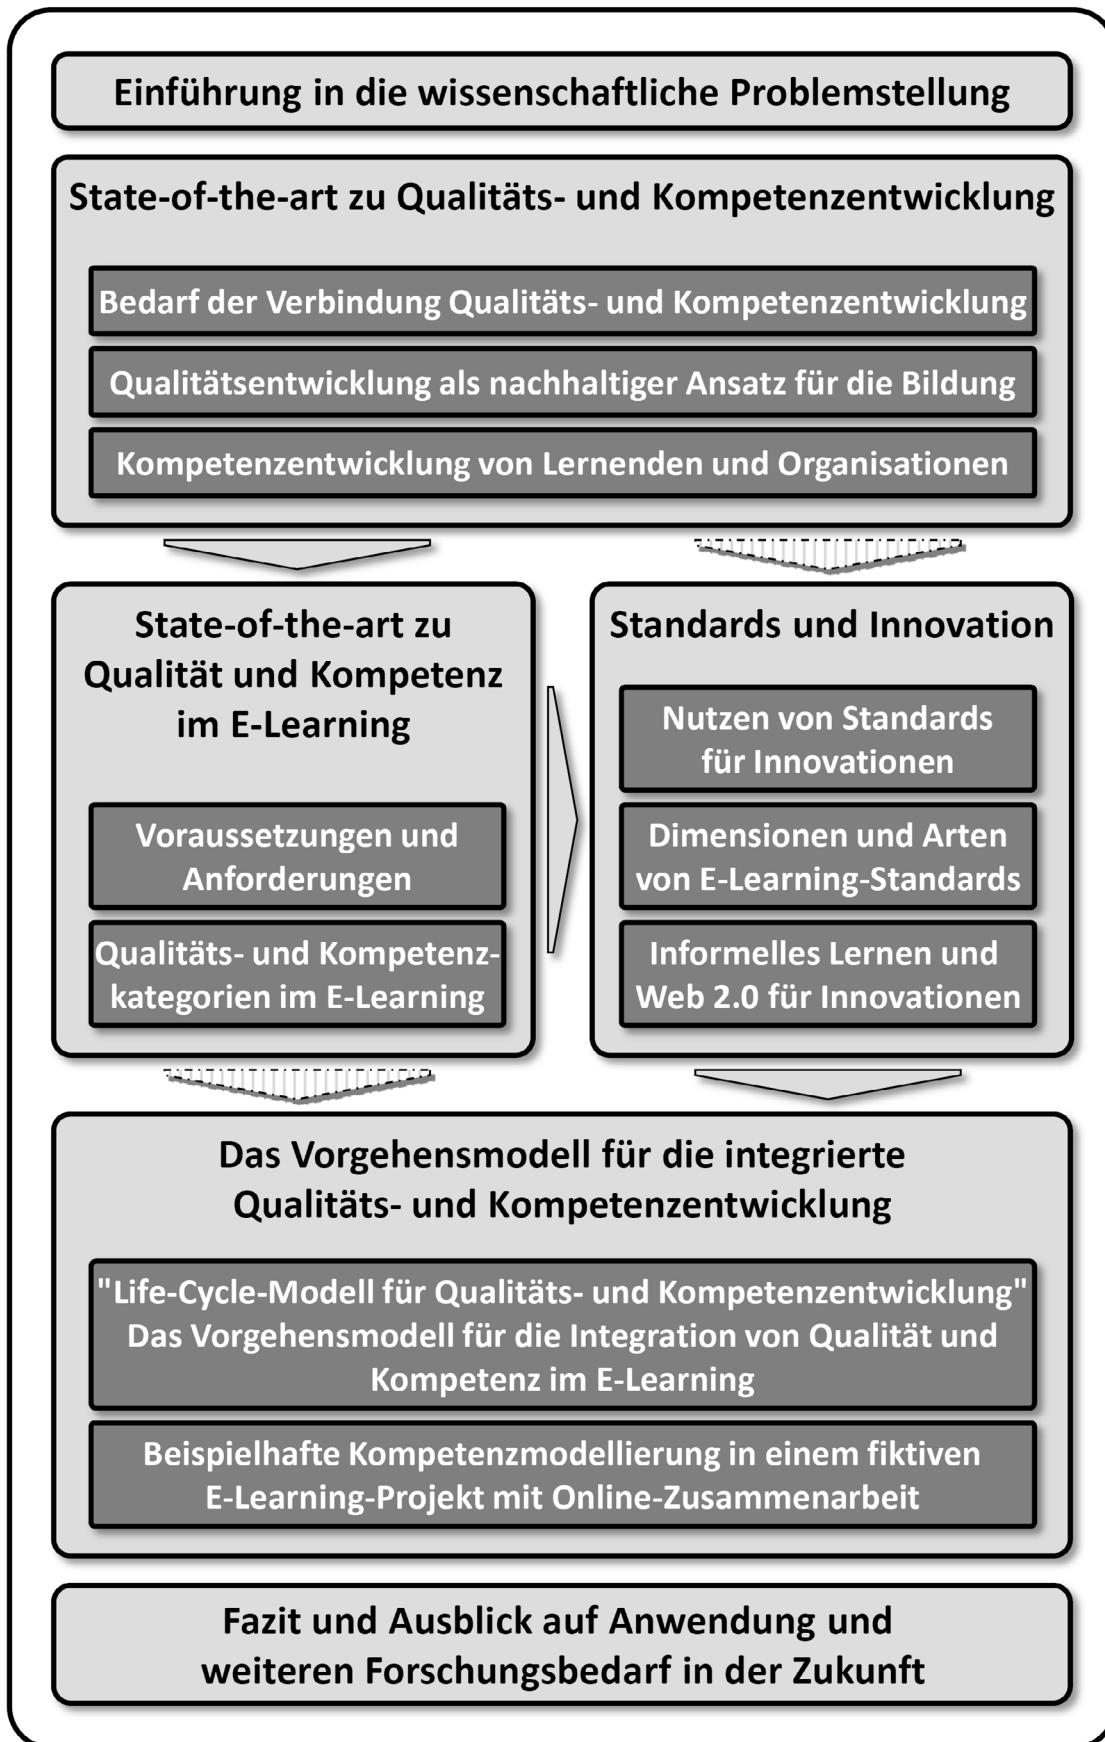 Einführung in die wissenschaftliche Problemstellung
State-of-the-art zu Qualitäts- und Kompetenzentwicklung
Bedarf der Verbindung Qualitäts- und Kompetenzentwicklung
Qualitätsentwicklung als nachhaltiger Ansatz für die Bildung
Kompetenzentwicklung von Lernenden und Organisationen
State-of-the-art zu
Qualität und Kompetenz
im E-Learning
Voraussetzungen und
Anforderungen
Qualitäts- und Kompetenz-
kategorien im E-Learning
Standards und Innovation
Nutzen von Standards
für Innovationen
Dimensionen und Arten
von E-Learning-Standards
Informelles Lernen und
Web 2.0 für Innovationen
Das Vorgehensmodell für die integrierte
Qualitäts- und Kompetenzentwicklung
"Life-Cycle-Modell für Qualitäts- und Kompetenzentwicklung"
Das Vorgehensmodell für die Integration von Qualität und
Kompetenz im E-Learning
Beispielhafte Kompetenzmodellierung in einem fiktiven
E-Learning-Projekt mit Online-Zusammenarbeit
Fazit und Ausblick auf Anwendung und
weiteren Forschungsbedarf in der Zukunft